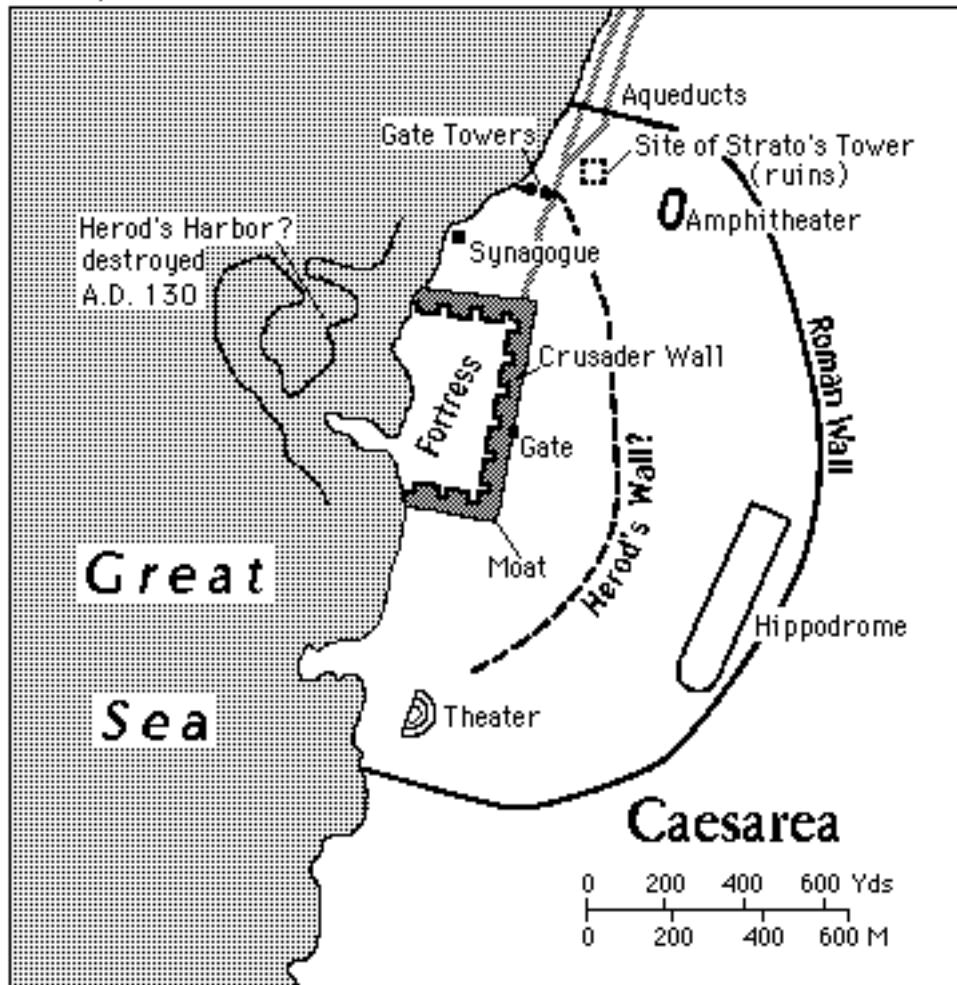 Aqueducts
Gate Towers
Site of Strato's Tower
(ruins)
Amphitheater
Herod's Harbor?
destroyed
A.D. 130
Synagogue
Roman Wall
Crusader Wall
Fortress
Gate
Herod's Wall?
Moat
Great
Sea
Hippodrome
Theater
Caesarea
0 200 400 600 Yds
0 200 400 600 M